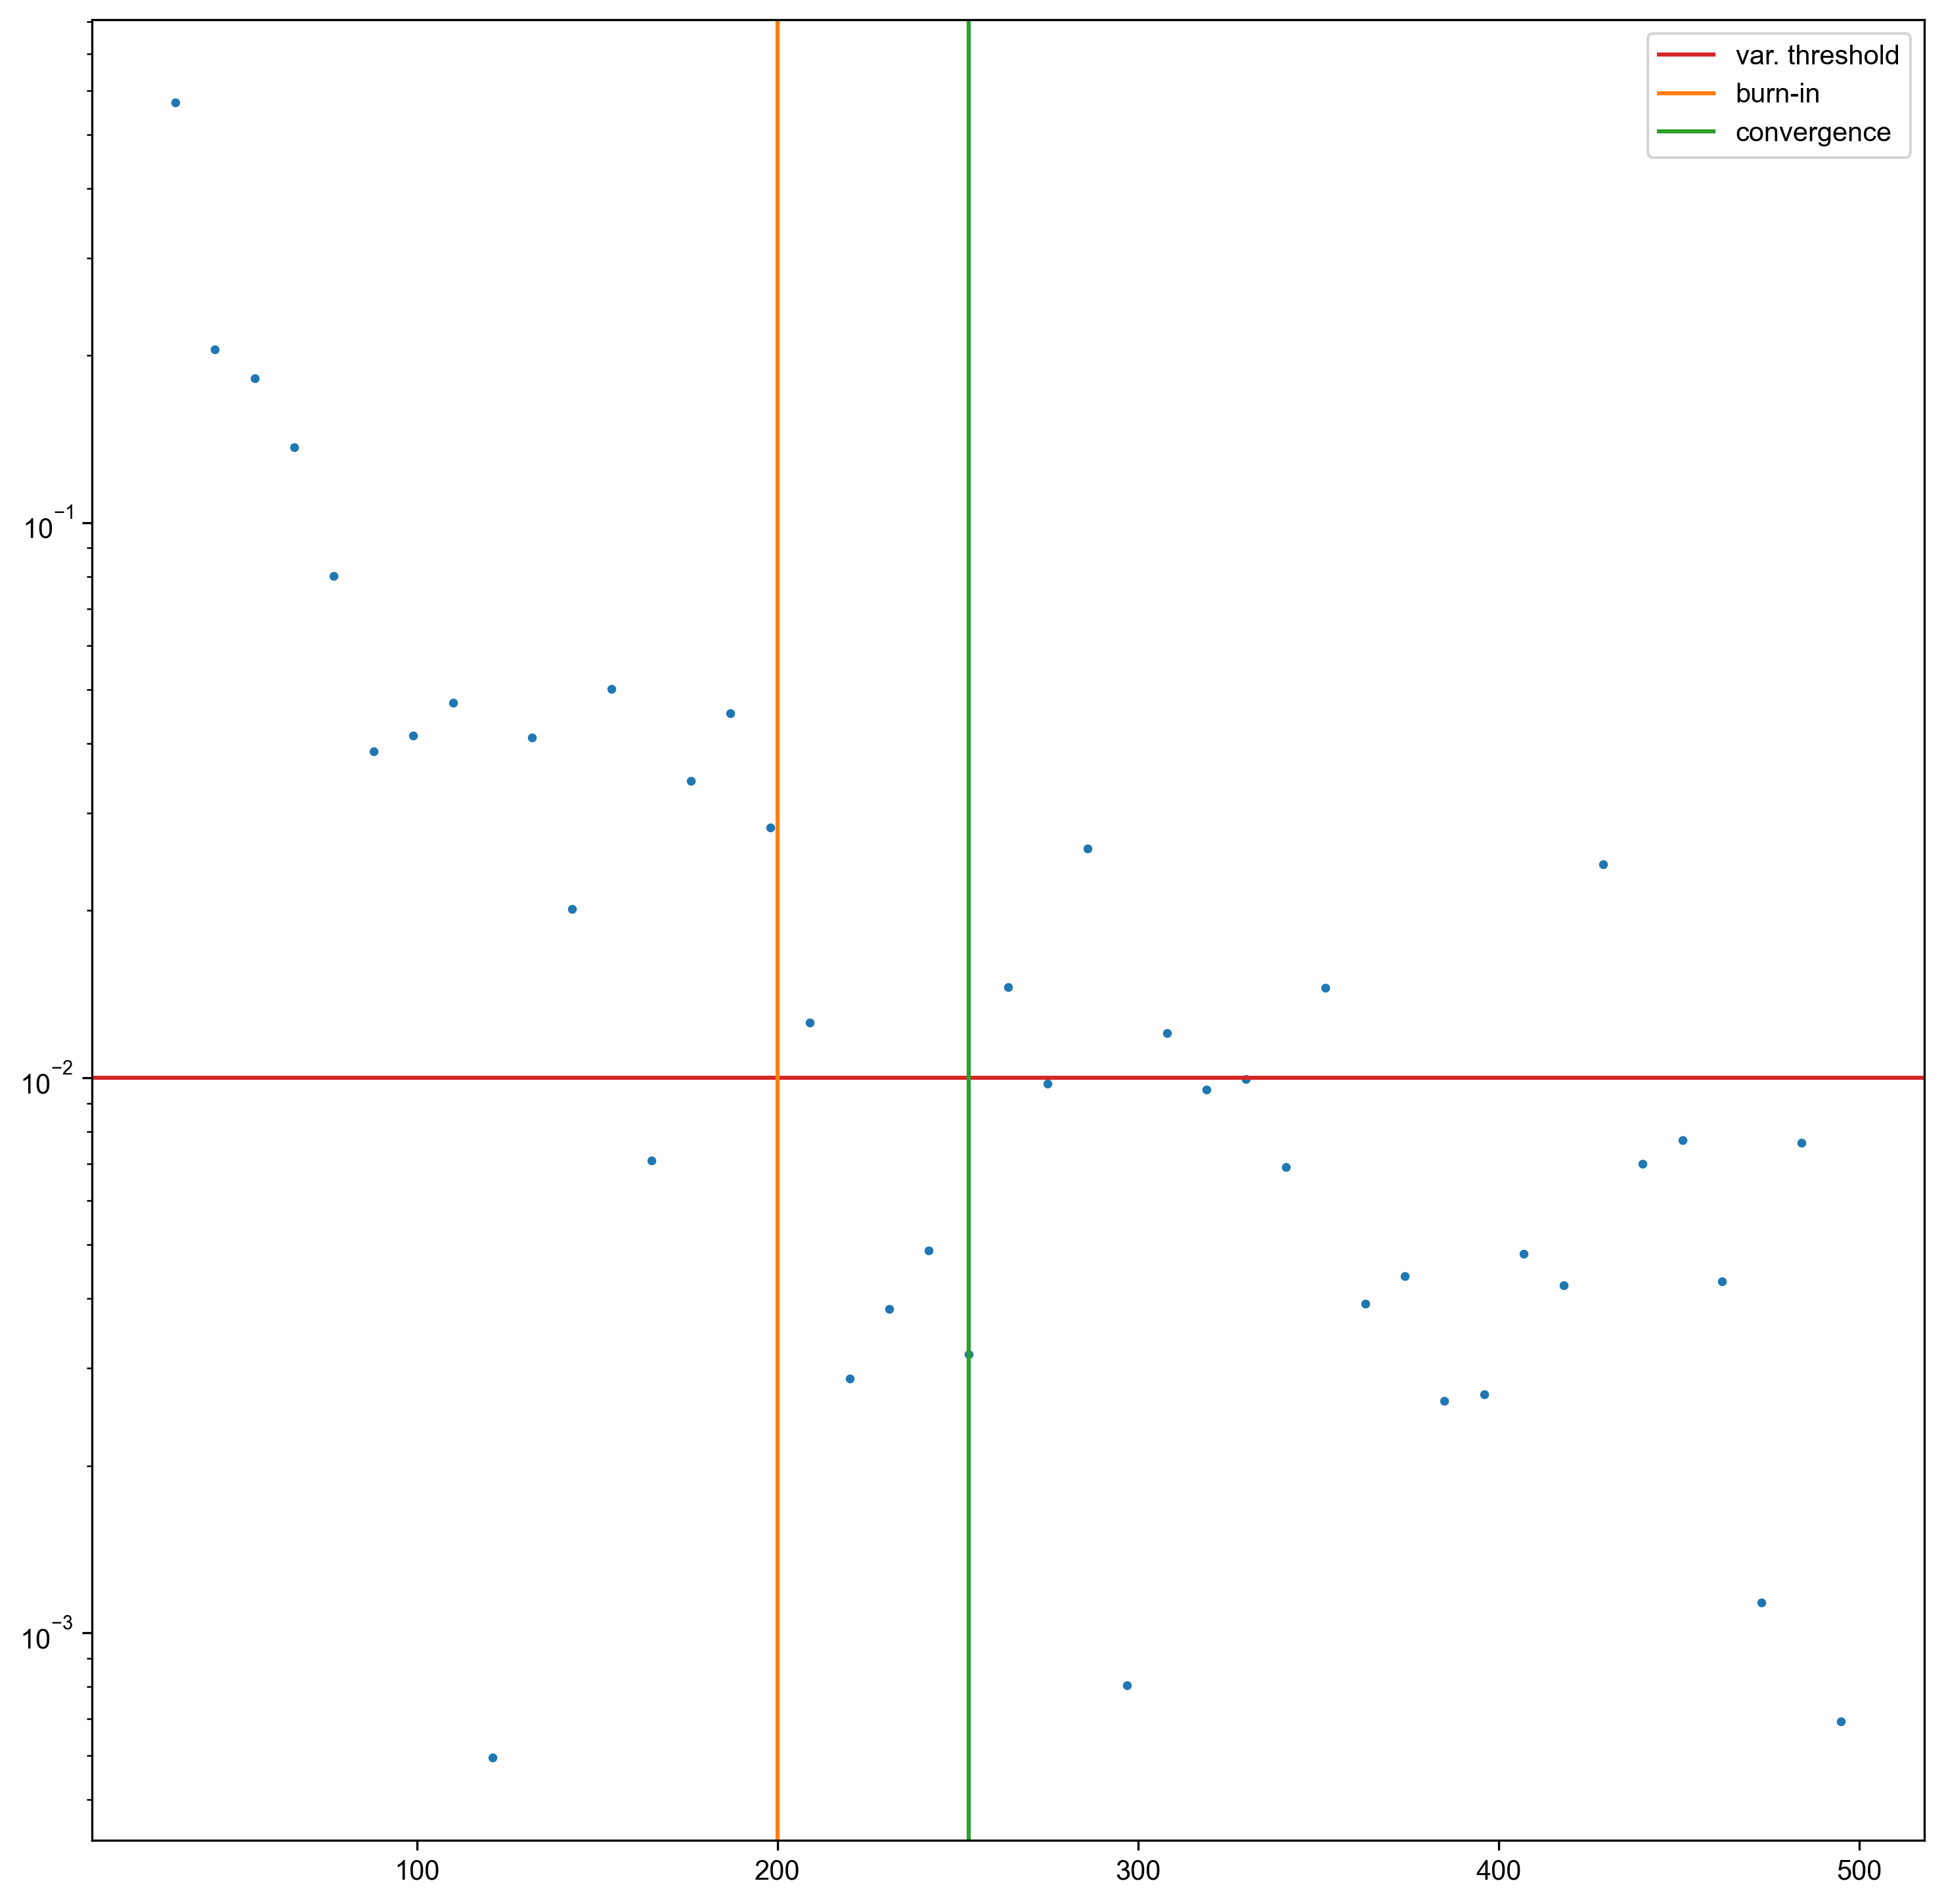 var. threshold
burn-in
convergence
10⁻¹
10⁻²
10⁻³
100 200 300 400 500